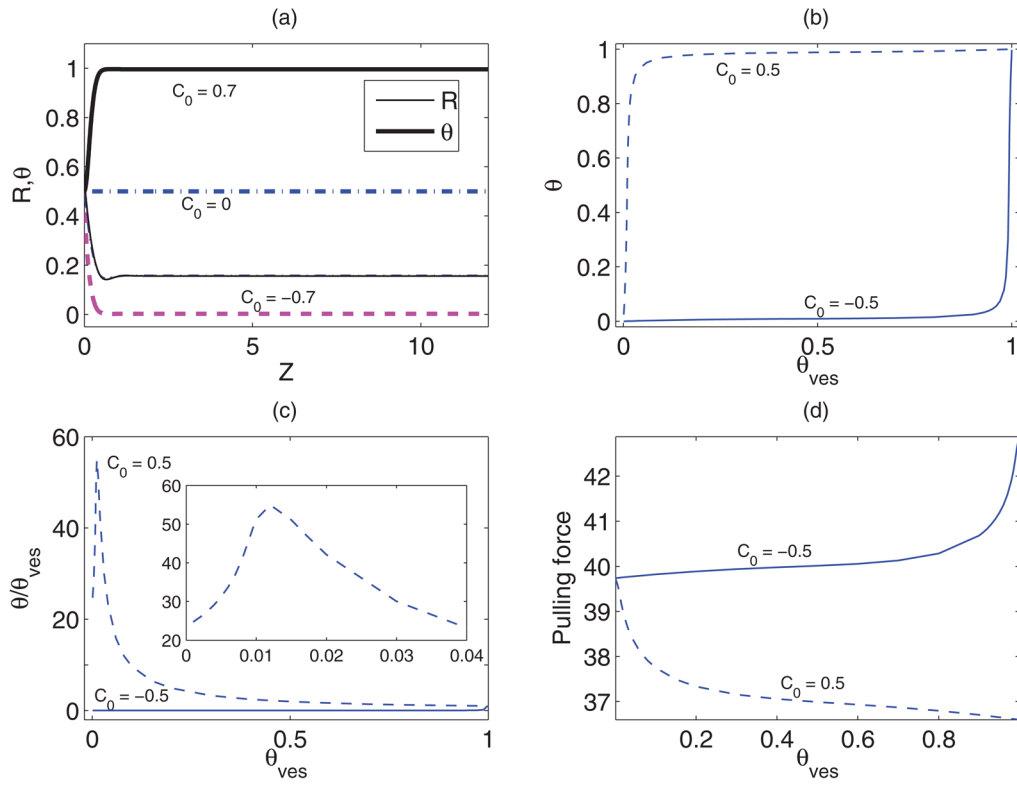 (a)
1
0.8
0.6
0.4
0.2
0
R,θ
C0 = 0.7
R
θ
C0 = 0
C0 = −0.7
0 5 10
Z
(b)
1
0.8
0.6
0.4
0.2
0
θ
C0 0.5
C0 = −0.5
0 0.5 1
θves
(c)
60
40
20
0
θ/θves
C0 = 0.5
60
50
40
30
20
0 0.01 0.02 0.03 0.04
C0 = −0.5
0 0.5 1
θves
(d)
42
41
40
39
38
37
Pulling force
C0 = −0.5
C0 = 0.5
0.2 0.4 0.6 0.8
θves